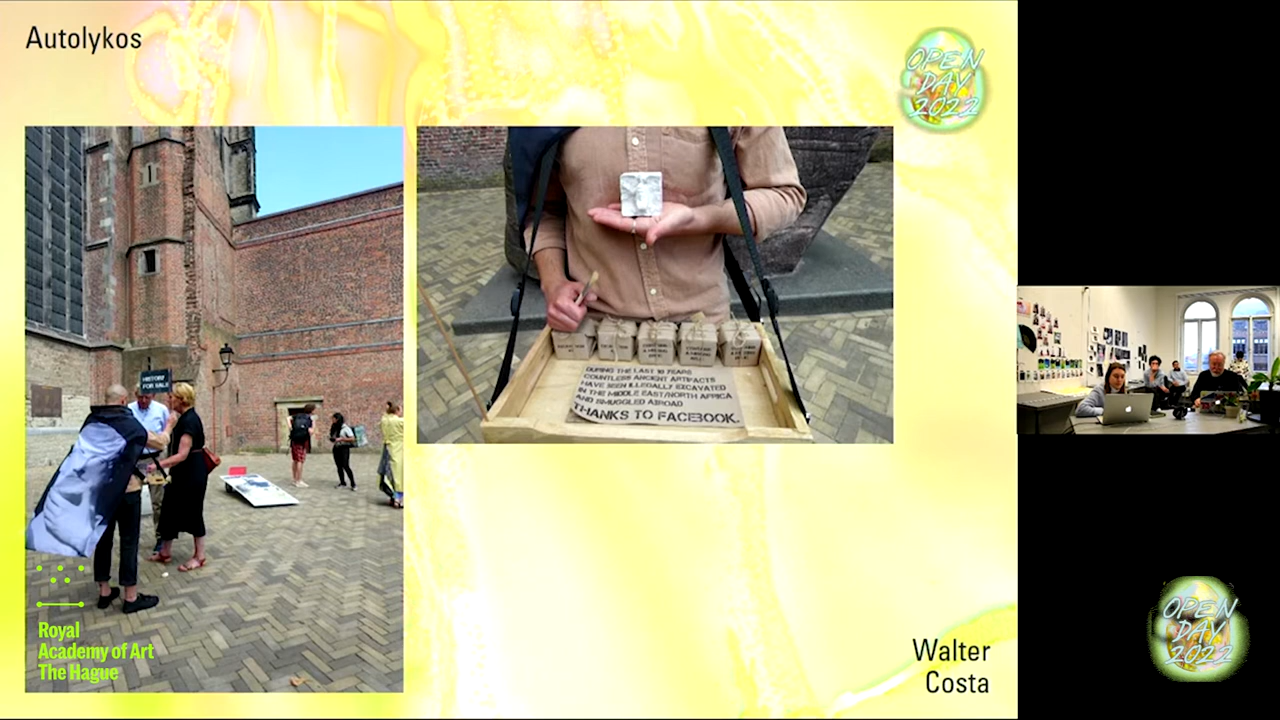 Autolykos
OPEN
DAY
2022
HISTORY
FOR SALE
DURING THE LAST 10 YEARS
COUNTLESS ANCIENT ARTIFACTS
HAVE BEEN ILLEGALLY EXCAVATED
IN THE MIDDLE EAST/NORTH AFRICA
AND SMUGGLED ABROAD
THANKS TO FACEBOOK.
Royal
Academy of Art
The Hague
Walter
Costa
OPEN
DAY
2022